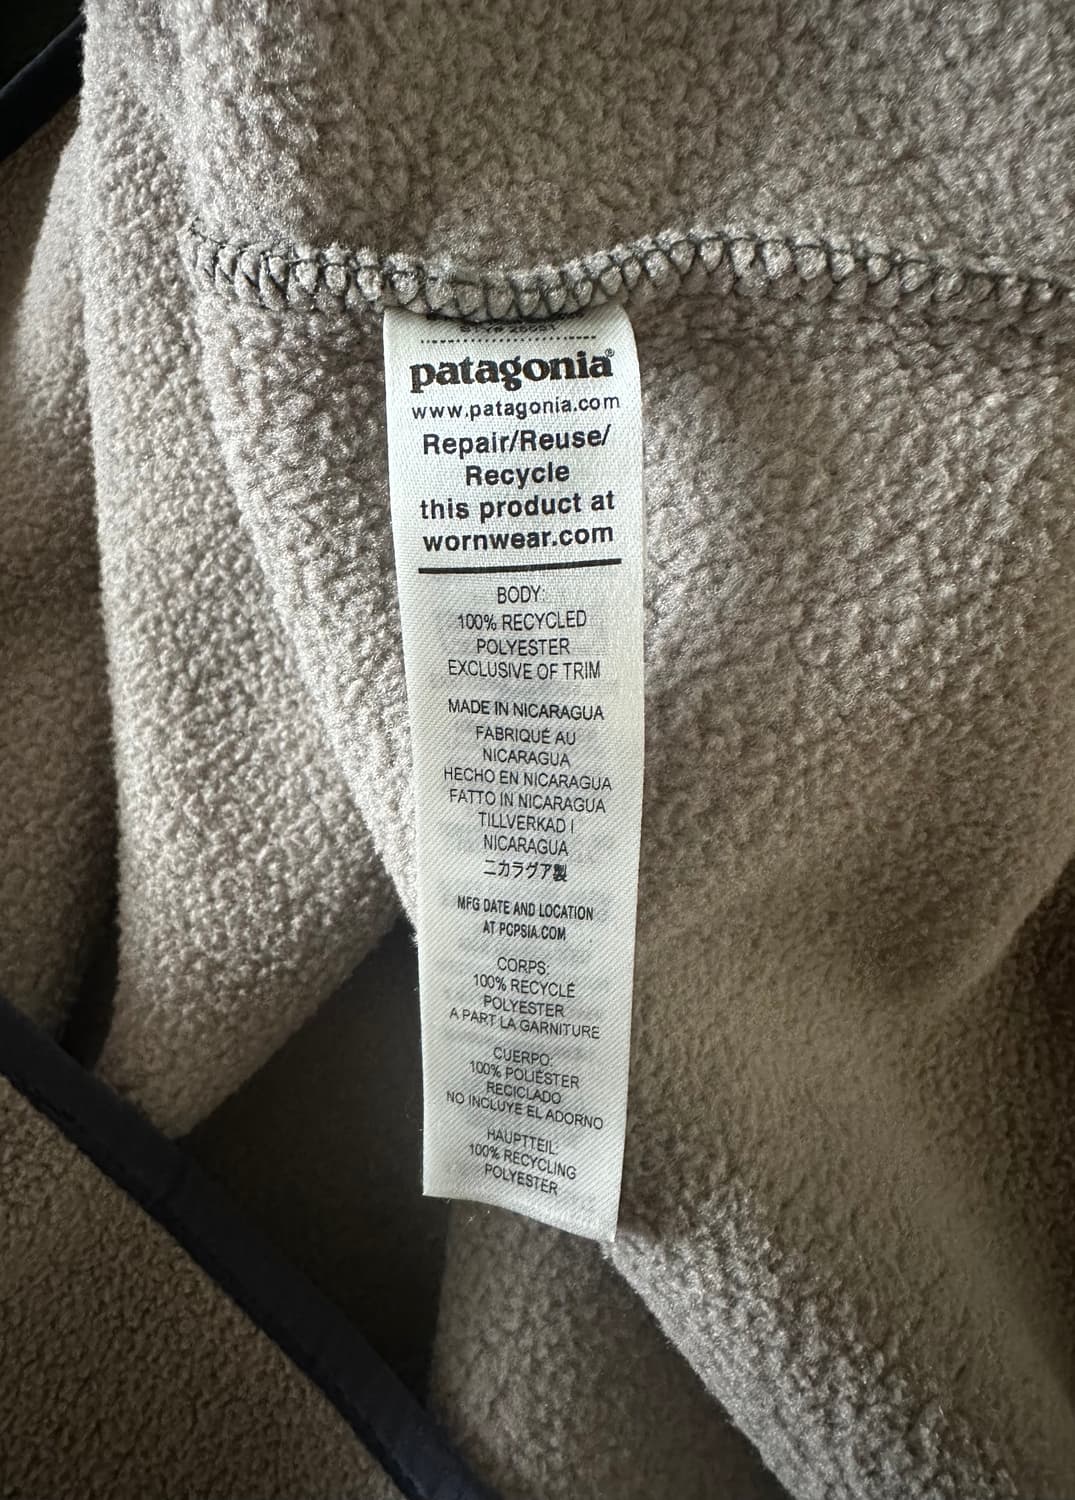 patagonia®
www.patagonia.com
Repair/Reuse/
Recycle
this product at
wornwear.com
BODY:
100% RECYCLED
POLYESTER
EXCLUSIVE OF TRIM
MADE IN NICARAGUA
FABRIQUÉ AU
NICARAGUA
HECHO EN NICARAGUA
FATTO IN NICARAGUA
TILLVERKAD I
NICARAGUA
ニカラグア製
MFG DATE AND LOCATION
AT PCPSIA.COM
CORPS:
100% RECYCLÉ
POLYESTER
A PART LA GARNITURE
CUERPO:
100% POLIÉSTER
RECICLADO
NO INCLUYE EL ADORNO
HAUPTTEIL:
100% RECYCLING
POLYESTER